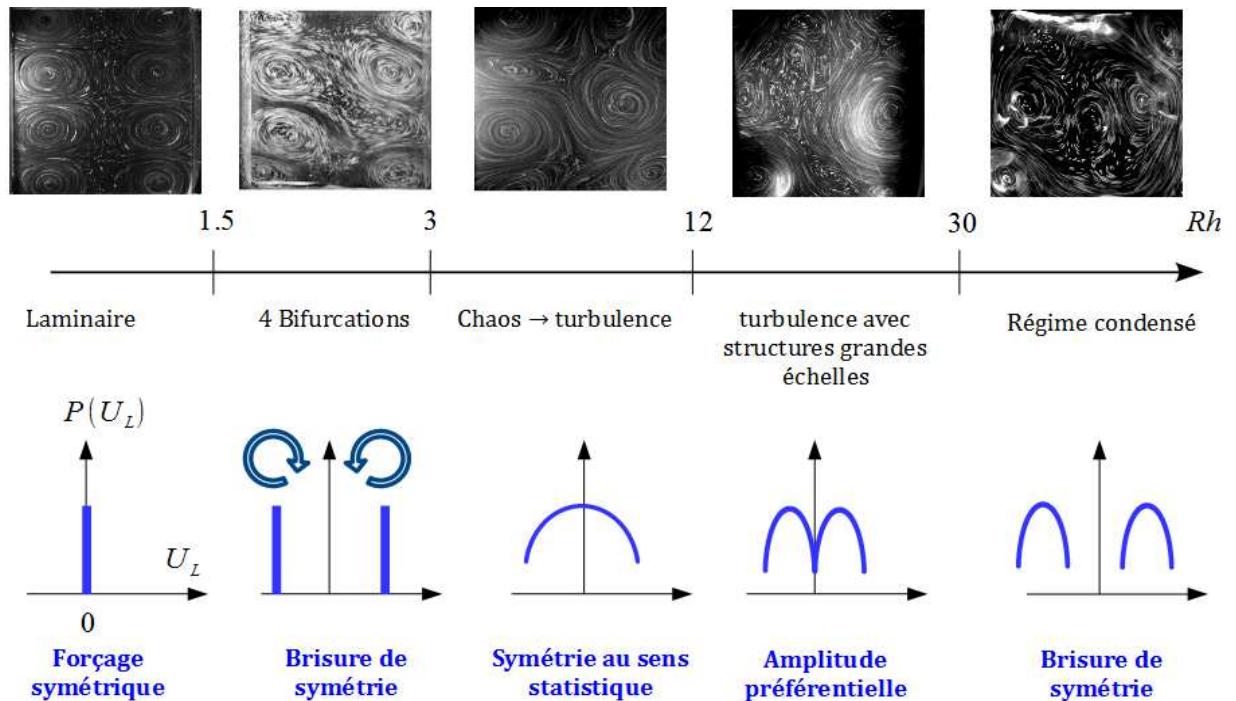 1.5
3
12
30
Rh
Laminaire
4 Bifurcations
Chaos → turbulence
turbulence avec
structures grandes
échelles
Régime condensé
P(U_L)
U_L
0
Forçage
symétrique
Brisure de
symétrie
Symétrie au sens
statistique
Amplitude
préférentielle
Brisure de
symétrie